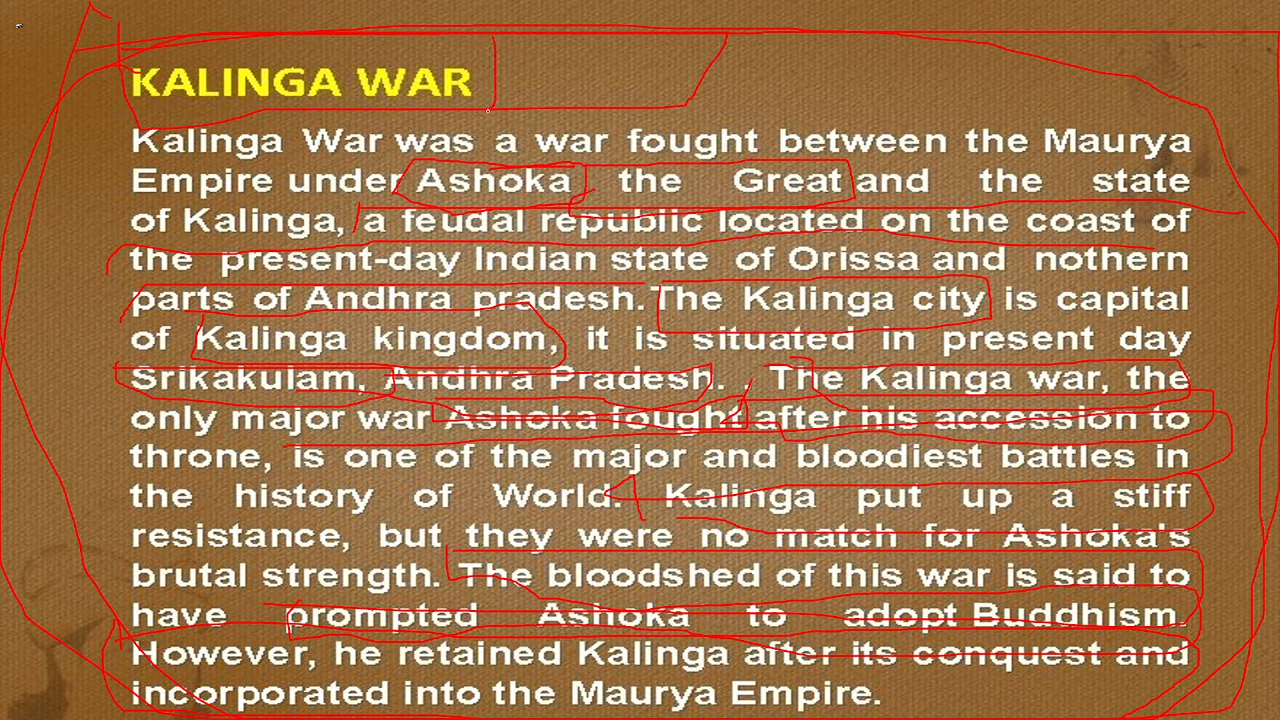 KALINGA WAR
Kalinga War was a war fought between the Maurya
Empire under Ashoka the Great and the state
of Kalinga, a feudal republic located on the coast of
the present-day Indian state of Orissa and nothern
parts of Andhra pradesh. The Kalinga city is capital
of Kalinga kingdom, it is situated in present day
Srikakulam, Andhra Pradesh. . The Kalinga war, the
only major war Ashoka fought after his accession to
throne, is one of the major and bloodiest battles in
the history of World. Kalinga put up a stiff
resistance, but they were no match for Ashoka's
brutal strength. The bloodshed of this war is said to
have prompted Ashoka to adopt Buddhism.
However, he retained Kalinga after its conquest and
incorporated into the Maurya Empire.